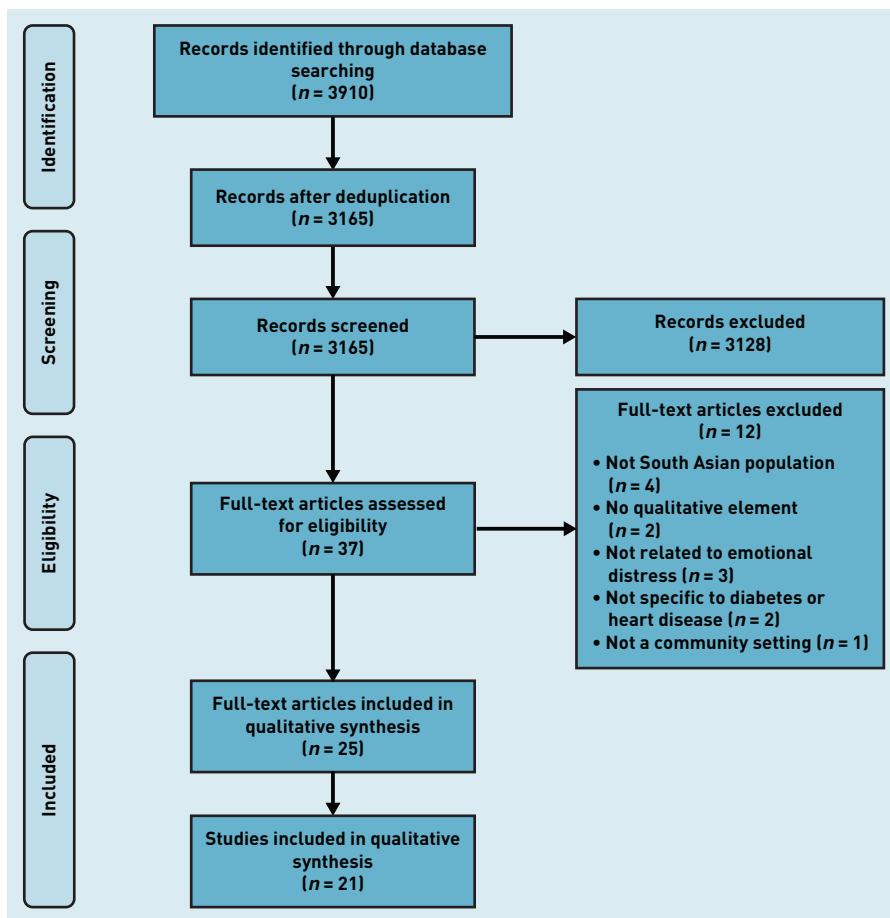 Identification
Records identified through database
searching
(n = 3910)
Records after deduplication
(n = 3165)
Screening
Records screened
(n = 3165)
Records excluded
(n = 3128)
Eligibility
Full-text articles assessed
for eligibility
(n = 37)
Full-text articles excluded
(n = 12)
• Not South Asian population
(n = 4)
• No qualitative element
(n = 2)
• Not related to emotional
distress (n = 3)
• Not specific to diabetes or
heart disease (n = 2)
• Not a community setting (n = 1)
Included
Full-text articles included in
qualitative synthesis
(n = 25)
Studies included in qualitative
synthesis
(n = 21)